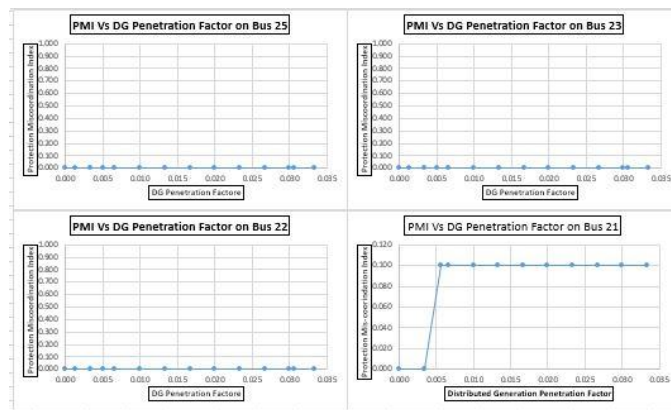 PMI Vs DG Penetration Factor on Bus 25
Protection Miscoordination Index
1.000
0.900
0.800
0.700
0.600
0.500
0.400
0.300
0.200
0.100
0.000
0.000 0.005 0.010 0.015 0.020 0.025 0.030 0.035
DG Penetration Factore
PMI Vs DG Penetration Factor on Bus 23
Protection Miscoordination Index
1.000
0.900
0.800
0.700
0.600
0.500
0.400
0.300
0.200
0.100
0.000
0.000 0.005 0.010 0.015 0.020 0.025 0.030 0.035
DG Penetration Factore
PMI Vs DG Penetration Factor on Bus 22
Protection Miscoordination Index
1.000
0.900
0.800
0.700
0.600
0.500
0.400
0.300
0.200
0.100
0.000
0.000 0.005 0.010 0.015 0.020 0.025 0.030 0.035
DG Penetration Factor
PMI Vs DG Penetration Factor on Bus 21
Protection Index
0.120
0.100
0.080
0.060
0.040
0.020
0.000
0.000 0.005 0.010 0.015 0.020 0.025 0.030 0.035
Distributed Generation Penetration Factor